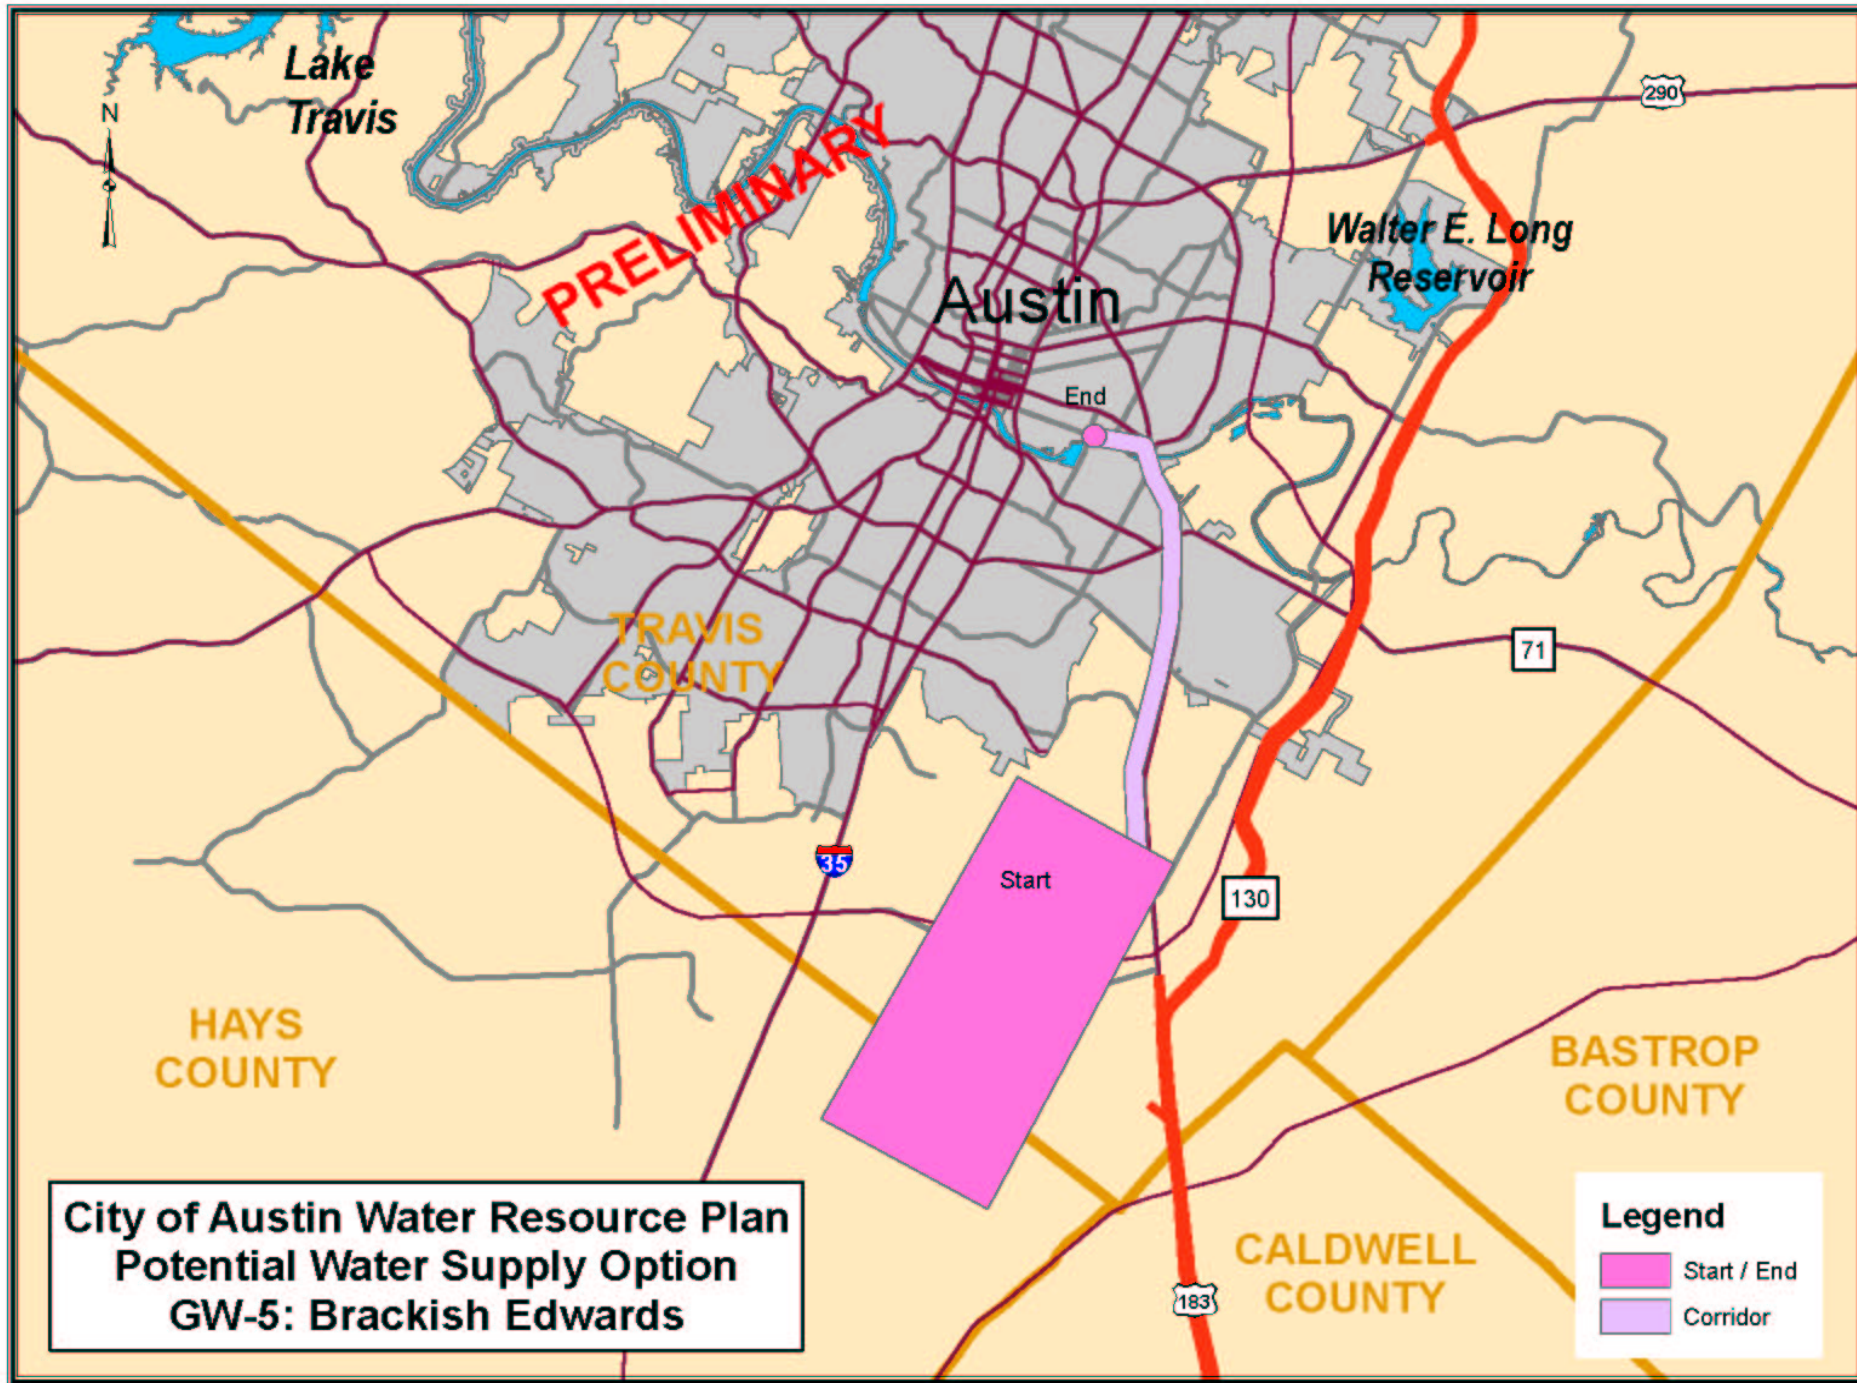 Lake
Travis
N
290
PRELIMINARY
Walter E. Long
Reservoir
Austin
End
TRAVIS
COUNTY
71
35
Start
130
HAYS
COUNTY
BASTROP
COUNTY
City of Austin Water Resource Plan
Potential Water Supply Option
GW-5: Brackish Edwards
CALDWELL
COUNTY
183
Legend
Start / End
Corridor